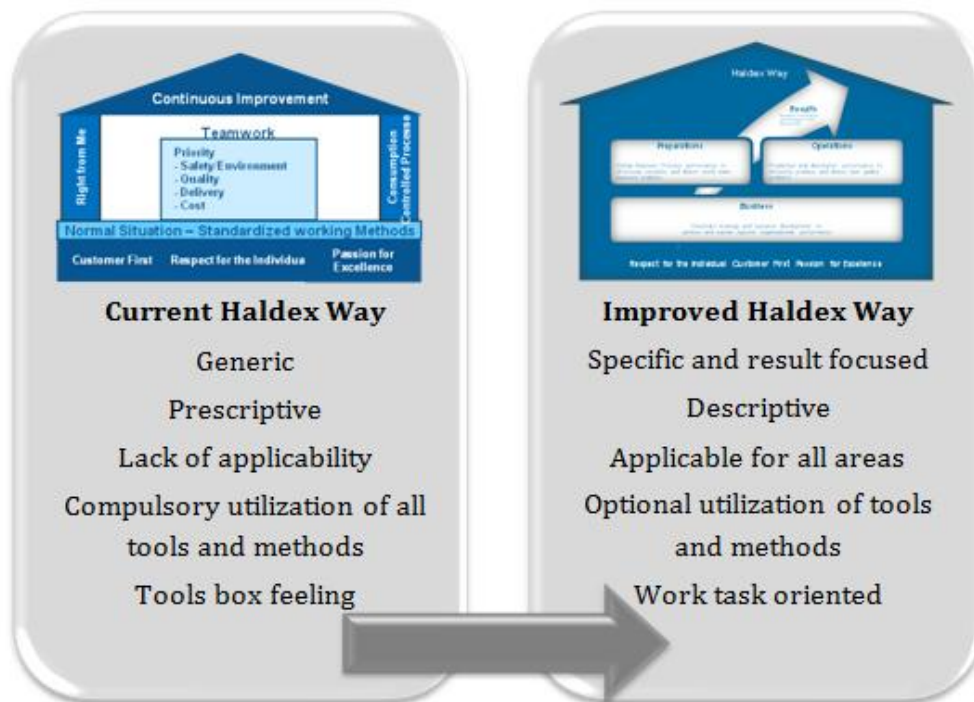 Continuous Improvement
Right from Me
Teamwork
Priority
- Safety/Environment
- Quality
- Delivery
- Cost
Consumption
Controlled Processe
Normal Situation – Standardized working Methods
Customer First Respect for the Individua Passion for
Excellence
Current Haldex Way
Generic
Prescriptive
Lack of applicability
Compulsory utilization of all
tools and methods
Tools box feeling
Haldex Way
Results
Preparations
Operations
Business
Respect for the Individual Customer First Passion for Excellence
Improved Haldex Way
Specific and result focused
Descriptive
Applicable for all areas
Optional utilization of tools
and methods
Work task oriented